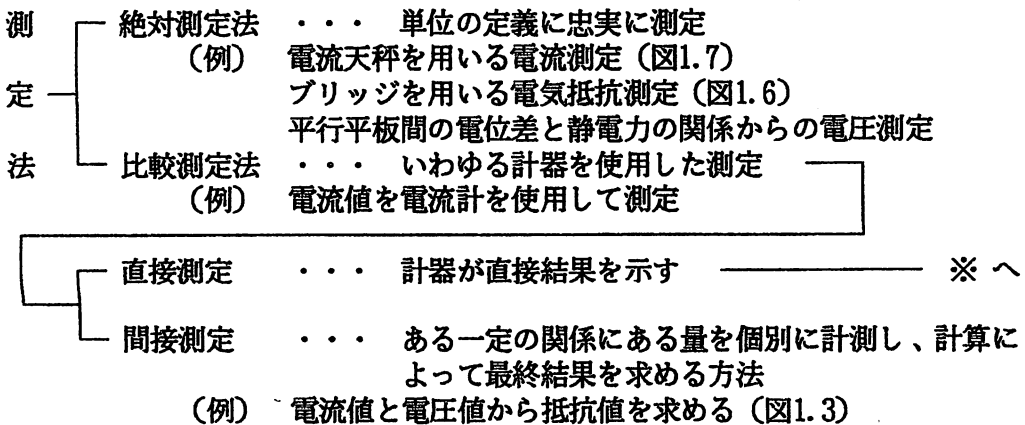 測 絶対測定法 ・・・ 単位の定義に忠実に測定
(例) 電流天秤を用いる電流測定(図1.7)
定 ブリッジを用いる電気抵抗測定(図1.6)
平行平板間の電位差と静電力の関係からの電圧測定
法 比較測定法 ・・・ いわゆる計器を使用した測定
(例) 電流値を電流計を使用して測定
直接測定 ・・・ 計器が直接結果を示す ※へ
間接測定 ・・・ ある一定の関係にある量を個別に計測し、計算に
よって最終結果を求める方法
(例) 電流値と電圧値から抵抗値を求める(図1.3)